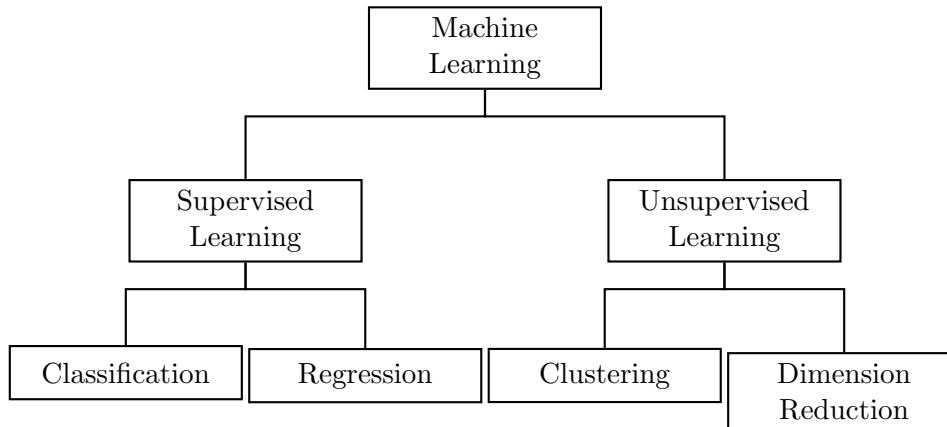 Machine
Learning
Supervised
Learning
Unsupervised
Learning
Classification
Regression
Clustering
Dimension
Reduction